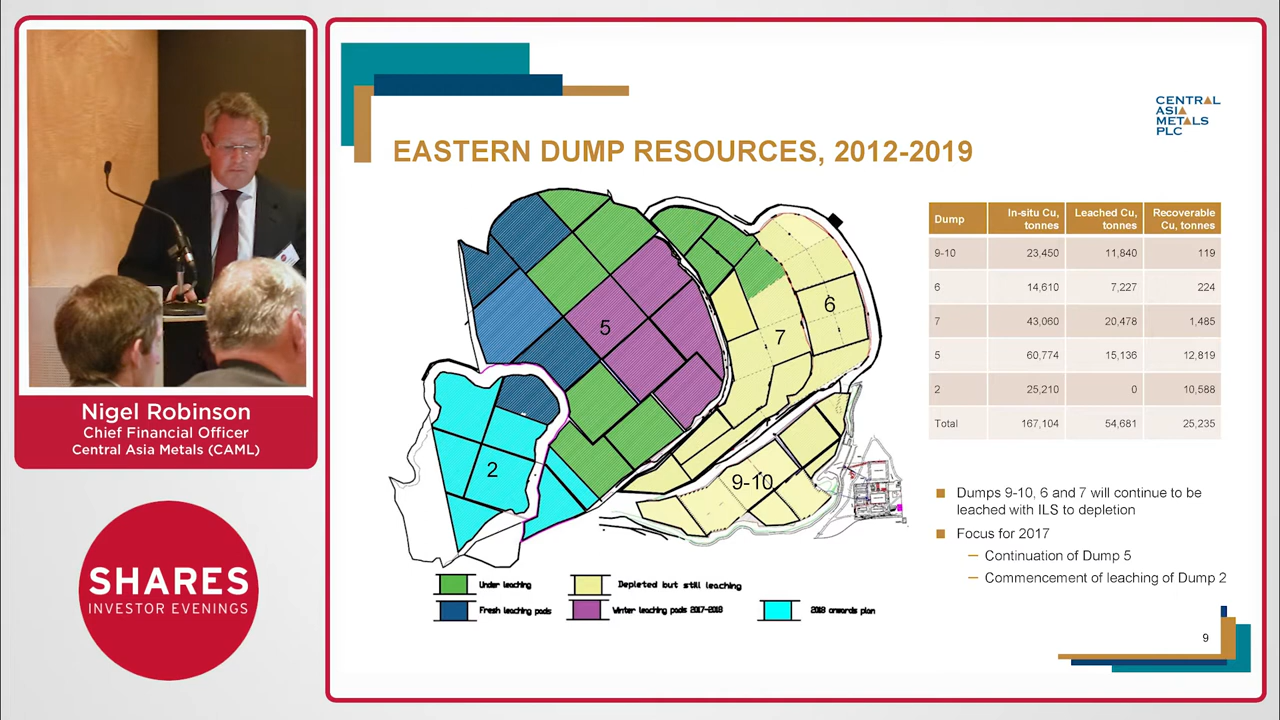 Nigel Robinson
Chief Financial Officer
Central Asia Metals (CAML)
SHARES
INVESTOR EVENINGS
CENTRAL
ASIA
METALS
PLC
EASTERN DUMP RESOURCES, 2012-2019
5
6
7
2
9-10
Under leaching
Depleted but still leaching
Fresh leaching pads
Winter leaching pads 2017-2018
2018 onwards plan
Dump In-situ Cu, tonnes Leached Cu, tonnes Recoverable Cu, tonnes
9-10 23,450 11,840 119
6 14,610 7,227 224
7 43,060 20,478 1,485
5 60,774 15,136 12,819
2 25,210 0 10,588
Total 167,104 54,681 25,235
Dumps 9-10, 6 and 7 will continue to be
leached with ILS to depletion
Focus for 2017
– Continuation of Dump 5
– Commencement of leaching of Dump 2
9